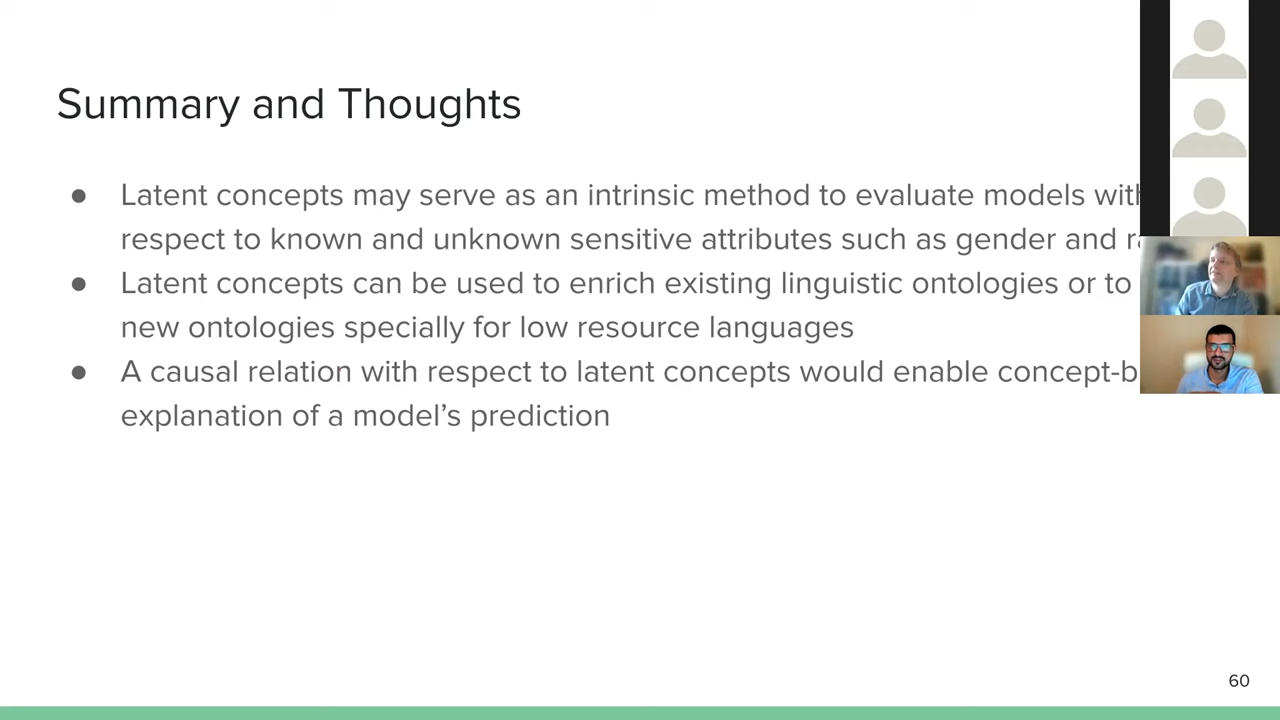 Summary and Thoughts
● Latent concepts may serve as an intrinsic method to evaluate models with
respect to known and unknown sensitive attributes such as gender and
● Latent concepts can be used to enrich existing linguistic ontologies or to
new ontologies specially for low resource languages
● A causal relation with respect to latent concepts would enable
explanation of a model’s prediction
60